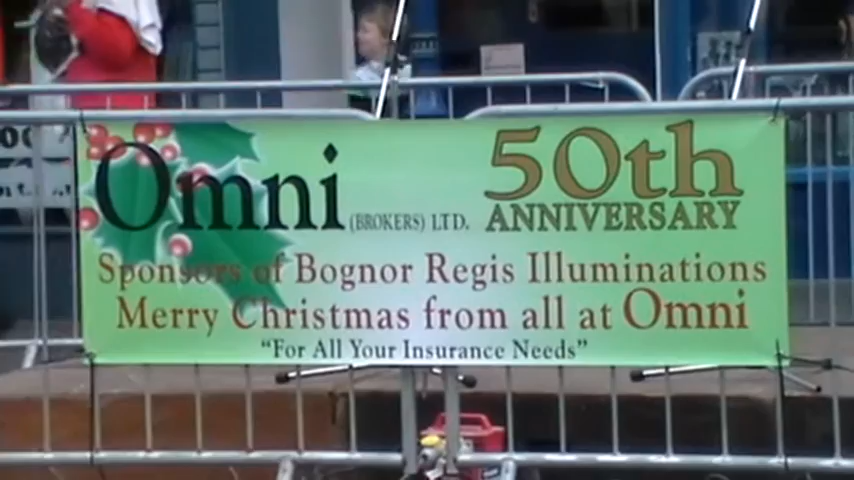 Omni (BROKERS) LTD.
50th
ANNIVERSARY
Sponsors of Bognor Regis Illuminations
Merry Christmas from all at Omni
"For All Your Insurance Needs"